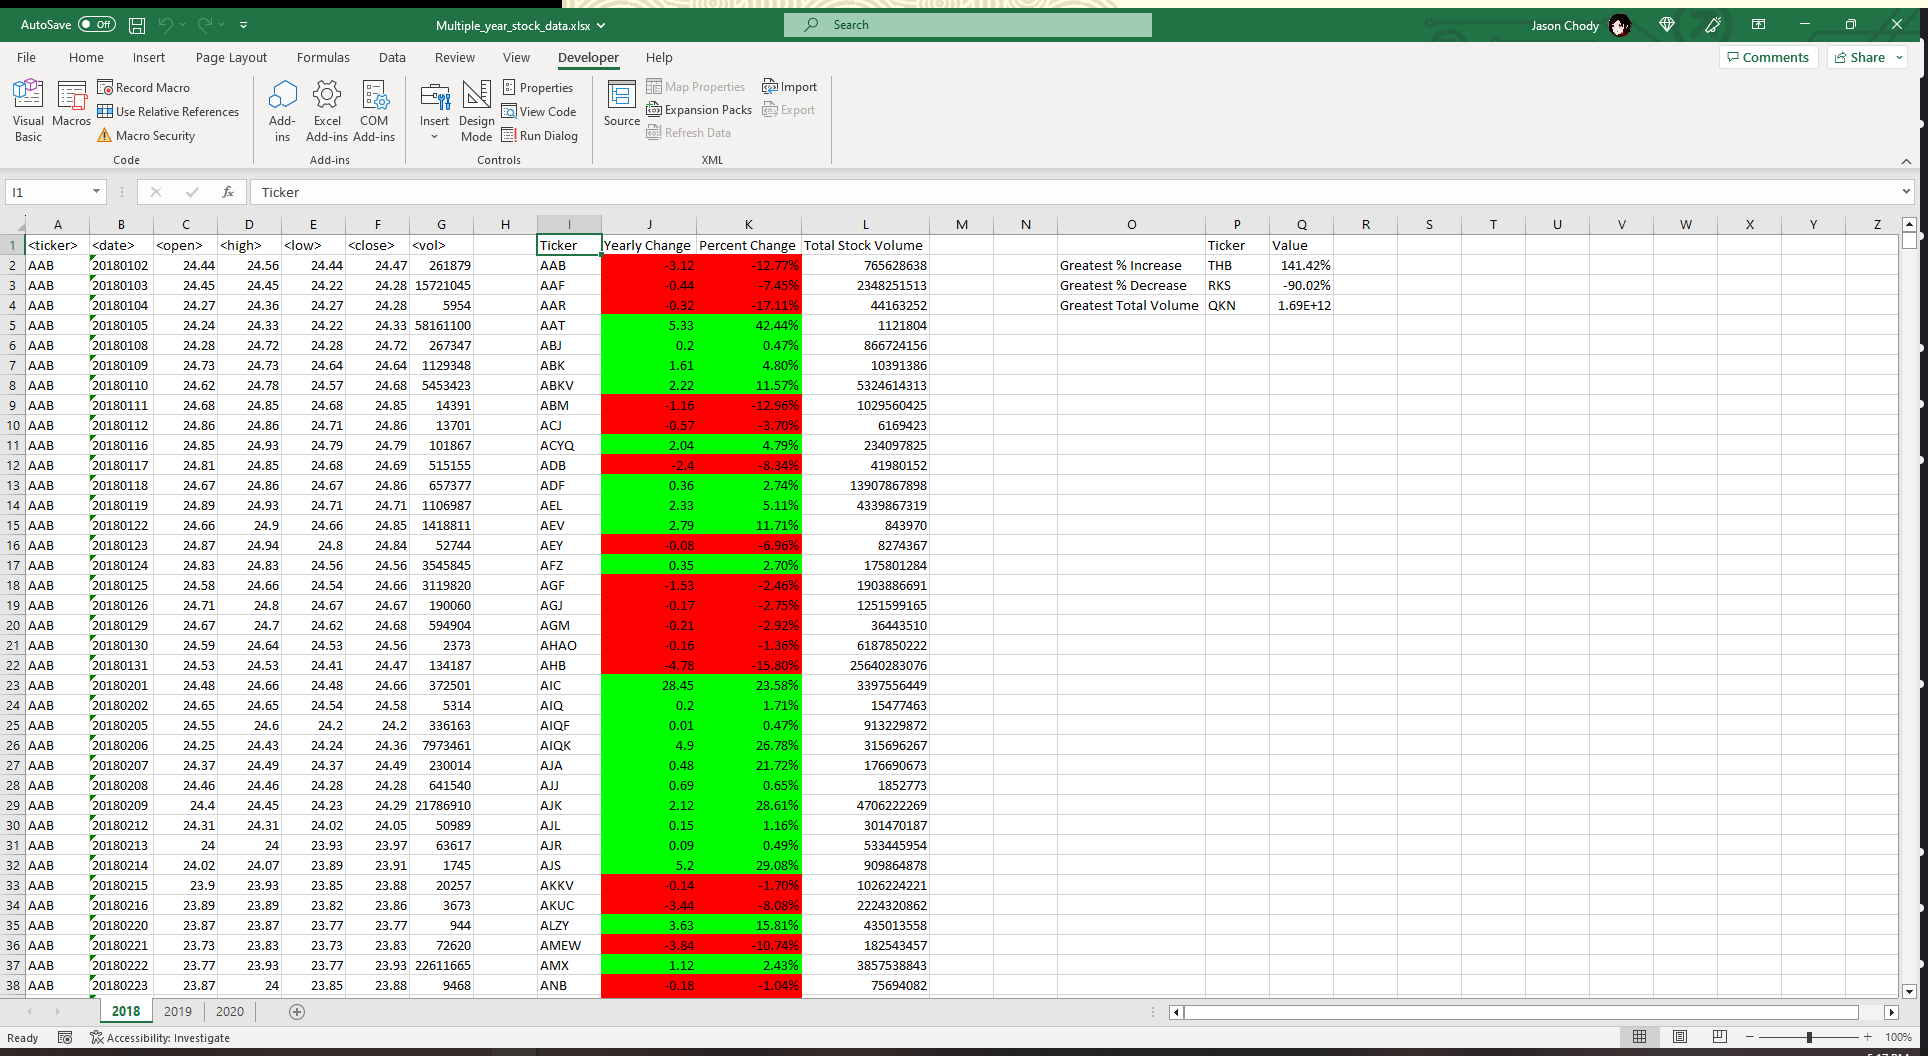 AutoSave Off Multiple_year_stock_data.xlsx Search Jason Chody
File Home Insert Page Layout Formulas Data Review View Developer Help Comments Share
Visual Basic Macros Record Macro Use Relative References Macro Security Code
Add-ins Excel Add-ins COM Add-ins Add-ins
Insert Design Mode Properties View Code Run Dialog Controls
Source Map Properties Expansion Packs Refresh Data Import Export XML
I1 fx Ticker
A B C D E F G H I J K L M N O P Q R S T U V W X Y Z
1 <ticker> <date> <open> <high> <low> <close> <vol> Ticker Yearly Change Percent Change Total Stock Volume Ticker Value
2 AAB 20180102 24.44 24.56 24.44 24.47 261879 AAB -3.12 -12.77% 765628638 Greatest % Increase THB 141.42%
3 AAB 20180103 24.45 24.45 24.22 24.28 15721045 AAF -0.44 -7.45% 2348251513 Greatest % Decrease RKS -90.02%
4 AAB 20180104 24.27 24.36 24.27 24.28 5954 AAR -0.32 -17.11% 44163252 Greatest Total Volume QKN 1.69E+12
5 AAB 20180105 24.24 24.33 24.22 24.33 58161100 AAT 5.33 42.44% 1121804
6 AAB 20180108 24.28 24.72 24.28 24.72 267347 ABJ 0.2 0.47% 866724156
7 AAB 20180109 24.73 24.73 24.64 24.64 1129348 ABK 1.61 4.80% 10391386
8 AAB 20180110 24.62 24.78 24.57 24.68 5453423 ABKV 2.22 11.57% 5324614313
9 AAB 20180111 24.68 24.85 24.68 24.85 14391 ABM -1.16 -12.96% 1029560425
10 AAB 20180112 24.86 24.86 24.71 24.86 13701 ACJ -0.57 -3.70% 6169423
11 AAB 20180116 24.85 24.93 24.79 24.79 101867 ACYQ 2.04 4.79% 234097825
12 AAB 20180117 24.81 24.85 24.68 24.69 515155 ADB -2.4 -8.34% 41980152
13 AAB 20180118 24.67 24.86 24.67 24.86 657377 ADF 0.36 2.74% 13907867898
14 AAB 20180119 24.89 24.93 24.71 24.71 1106987 AEL 2.33 5.11% 4339867319
15 AAB 20180122 24.66 24.9 24.66 24.85 1418811 AEV 2.79 11.71% 843970
16 AAB 20180123 24.87 24.94 24.8 24.84 52744 AEY -0.08 -6.96% 8274367
17 AAB 20180124 24.83 24.83 24.56 24.56 3545845 AFZ 0.35 2.70% 175801284
18 AAB 20180125 24.58 24.66 24.54 24.66 3119820 AGF -1.53 -2.46% 1903886691
19 AAB 20180126 24.71 24.8 24.67 24.67 190060 AGJ -0.17 -2.75% 1251599165
20 AAB 20180129 24.67 24.7 24.62 24.68 594904 AGM -0.21 -2.92% 36443510
21 AAB 20180130 24.59 24.64 24.53 24.56 2373 AHAO -0.16 -1.36% 6187850222
22 AAB 20180131 24.53 24.53 24.41 24.47 134187 AHB -4.78 -15.80% 25640283076
23 AAB 20180201 24.48 24.66 24.48 24.66 372501 AIC 28.45 23.58% 3397556449
24 AAB 20180202 24.65 24.65 24.54 24.58 5314 AIQ 0.2 1.71% 15477463
25 AAB 20180205 24.55 24.6 24.2 24.2 336163 AIQF 0.01 0.47% 913229872
26 AAB 20180206 24.25 24.43 24.24 24.36 7973461 AIQK 4.9 26.78% 315696267
27 AAB 20180207 24.37 24.49 24.37 24.49 230014 AJA 0.48 21.72% 176690673
28 AAB 20180208 24.46 24.46 24.28 24.28 641540 AJJ 0.69 0.65% 1852773
29 AAB 20180209 24.4 24.45 24.23 24.29 21786910 AJK 2.12 28.61% 4706222269
30 AAB 20180212 24.31 24.31 24.02 24.05 50989 AJL 0.15 1.16% 301470187
31 AAB 20180213 24 24 23.93 23.97 63617 AJR 0.09 0.49% 533445954
32 AAB 20180214 24.02 24.07 23.89 23.91 1745 AJS 5.2 29.08% 909864878
33 AAB 20180215 23.9 23.93 23.85 23.88 20257 AKKV -0.14 -1.70% 1026224221
34 AAB 20180216 23.89 23.89 23.82 23.86 3673 AKUC -3.44 -8.08% 2224320862
35 AAB 20180220 23.87 23.87 23.77 23.77 944 ALZY 3.63 15.81% 435013558
36 AAB 20180221 23.73 23.83 23.73 23.83 72620 AMEW -3.84 -10.74% 182543457
37 AAB 20180222 23.77 23.93 23.77 23.93 22611665 AMX 1.12 2.43% 3857538843
38 AAB 20180223 23.87 24 23.85 23.88 9468 ANB -0.18 -1.04% 75694082
2018 2019 2020
Ready Accessibility: Investigate 100%